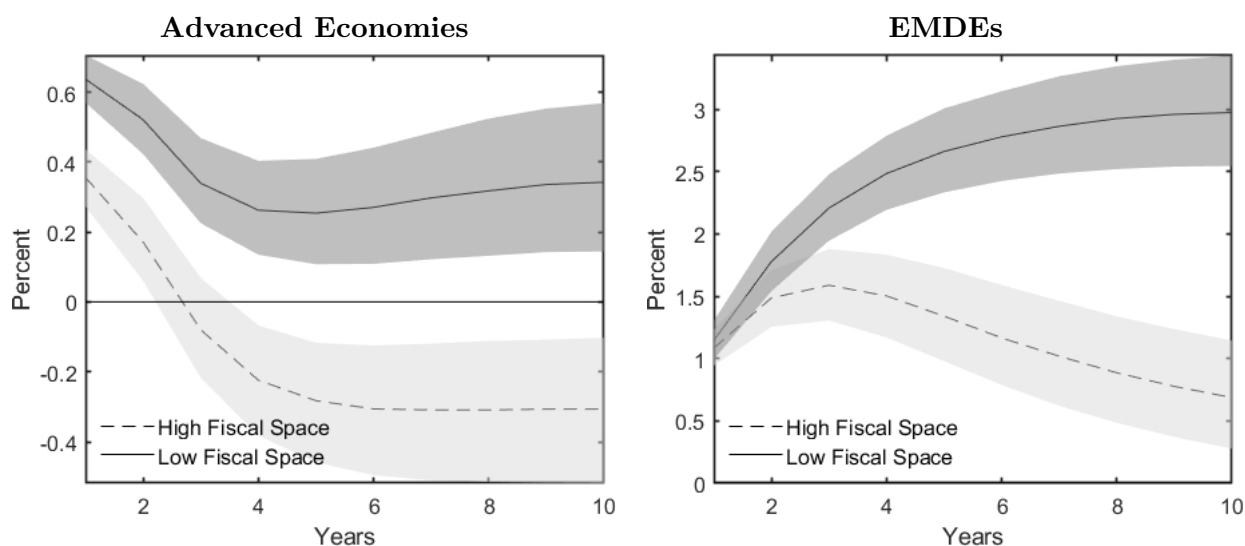 Advanced Economies
0.6
0.4
0.2
0
-0.2
-0.4
Percent
High Fiscal Space
Low Fiscal Space
2
4
6
8
10
Years
EMDEs
3
2.5
2
1.5
1
0.5
0
Percent
High Fiscal Space
Low Fiscal Space
2
4
6
8
10
Years